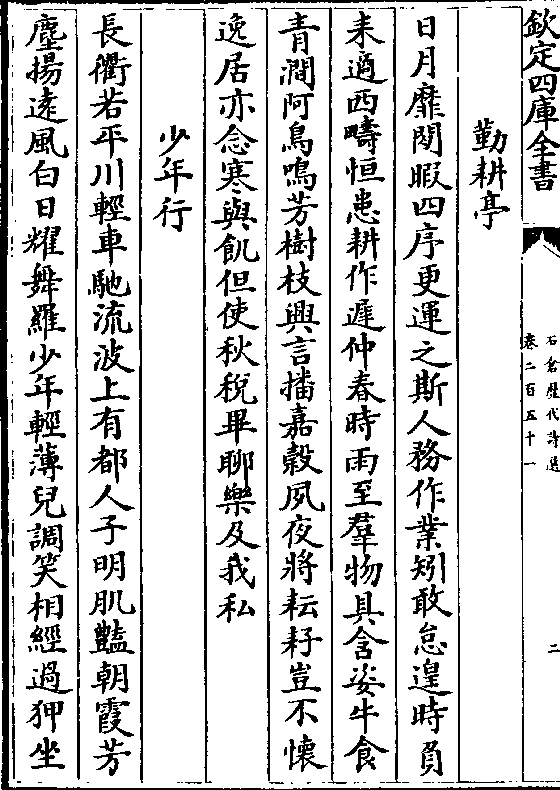 欽定四庫全書
石倉歷代詩選
卷二百五十一
二
勤耕亭
日月靡閒暇四序更運之斯人務作業矧敢怠遑時負
耒適西疇恒患耕作遲仲春時雨至羣物具含姿牛食
青澗阿鳥鳴芳樹枝興言播嘉穀夙夜將耘耔豈不懷
逸居亦念寒與飢但使秋稅畢聊樂及我私
少年行
長衢若平川輕車馳流波上有都人子明肌豔朝霞芳
塵揚遠風白日耀舞羅少年輕薄兒調笑相經過狎坐